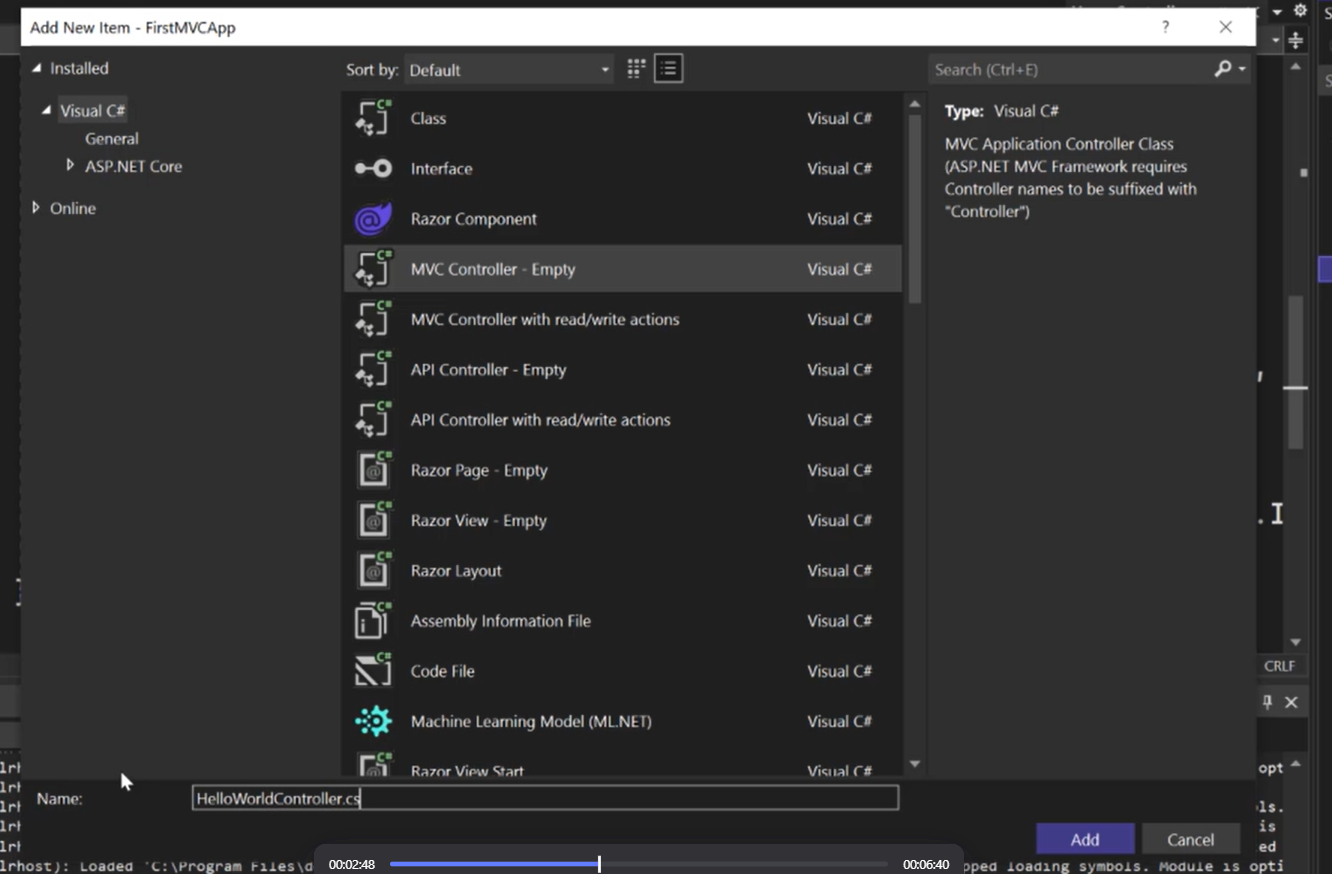 Add New Item - FirstMVCApp
?
Installed
Visual C#
General
ASP.NET Core
Online
Sort by: Default
Search (Ctrl+E)
Class Visual C#
Interface Visual C#
Razor Component Visual C#
MVC Controller - Empty Visual C#
MVC Controller with read/write actions Visual C#
API Controller - Empty Visual C#
API Controller with read/write actions Visual C#
Razor Page - Empty Visual C#
Razor View - Empty Visual C#
Razor Layout Visual C#
Assembly Information File Visual C#
Code File Visual C#
Machine Learning Model (ML.NET) Visual C#
Razor View Start Visual C#
Type: Visual C#
MVC Application Controller Class
(ASP.NET MVC Framework requires
Controller names to be suffixed with
"Controller")
.I
CRLF
opt
Name: HelloWorldController.cs
ls.
is
Add Cancel
ed
lrhost): Loaded 'C:\Program Files\d
pped loading symbols. Module is opti
00:02:48 00:06:40